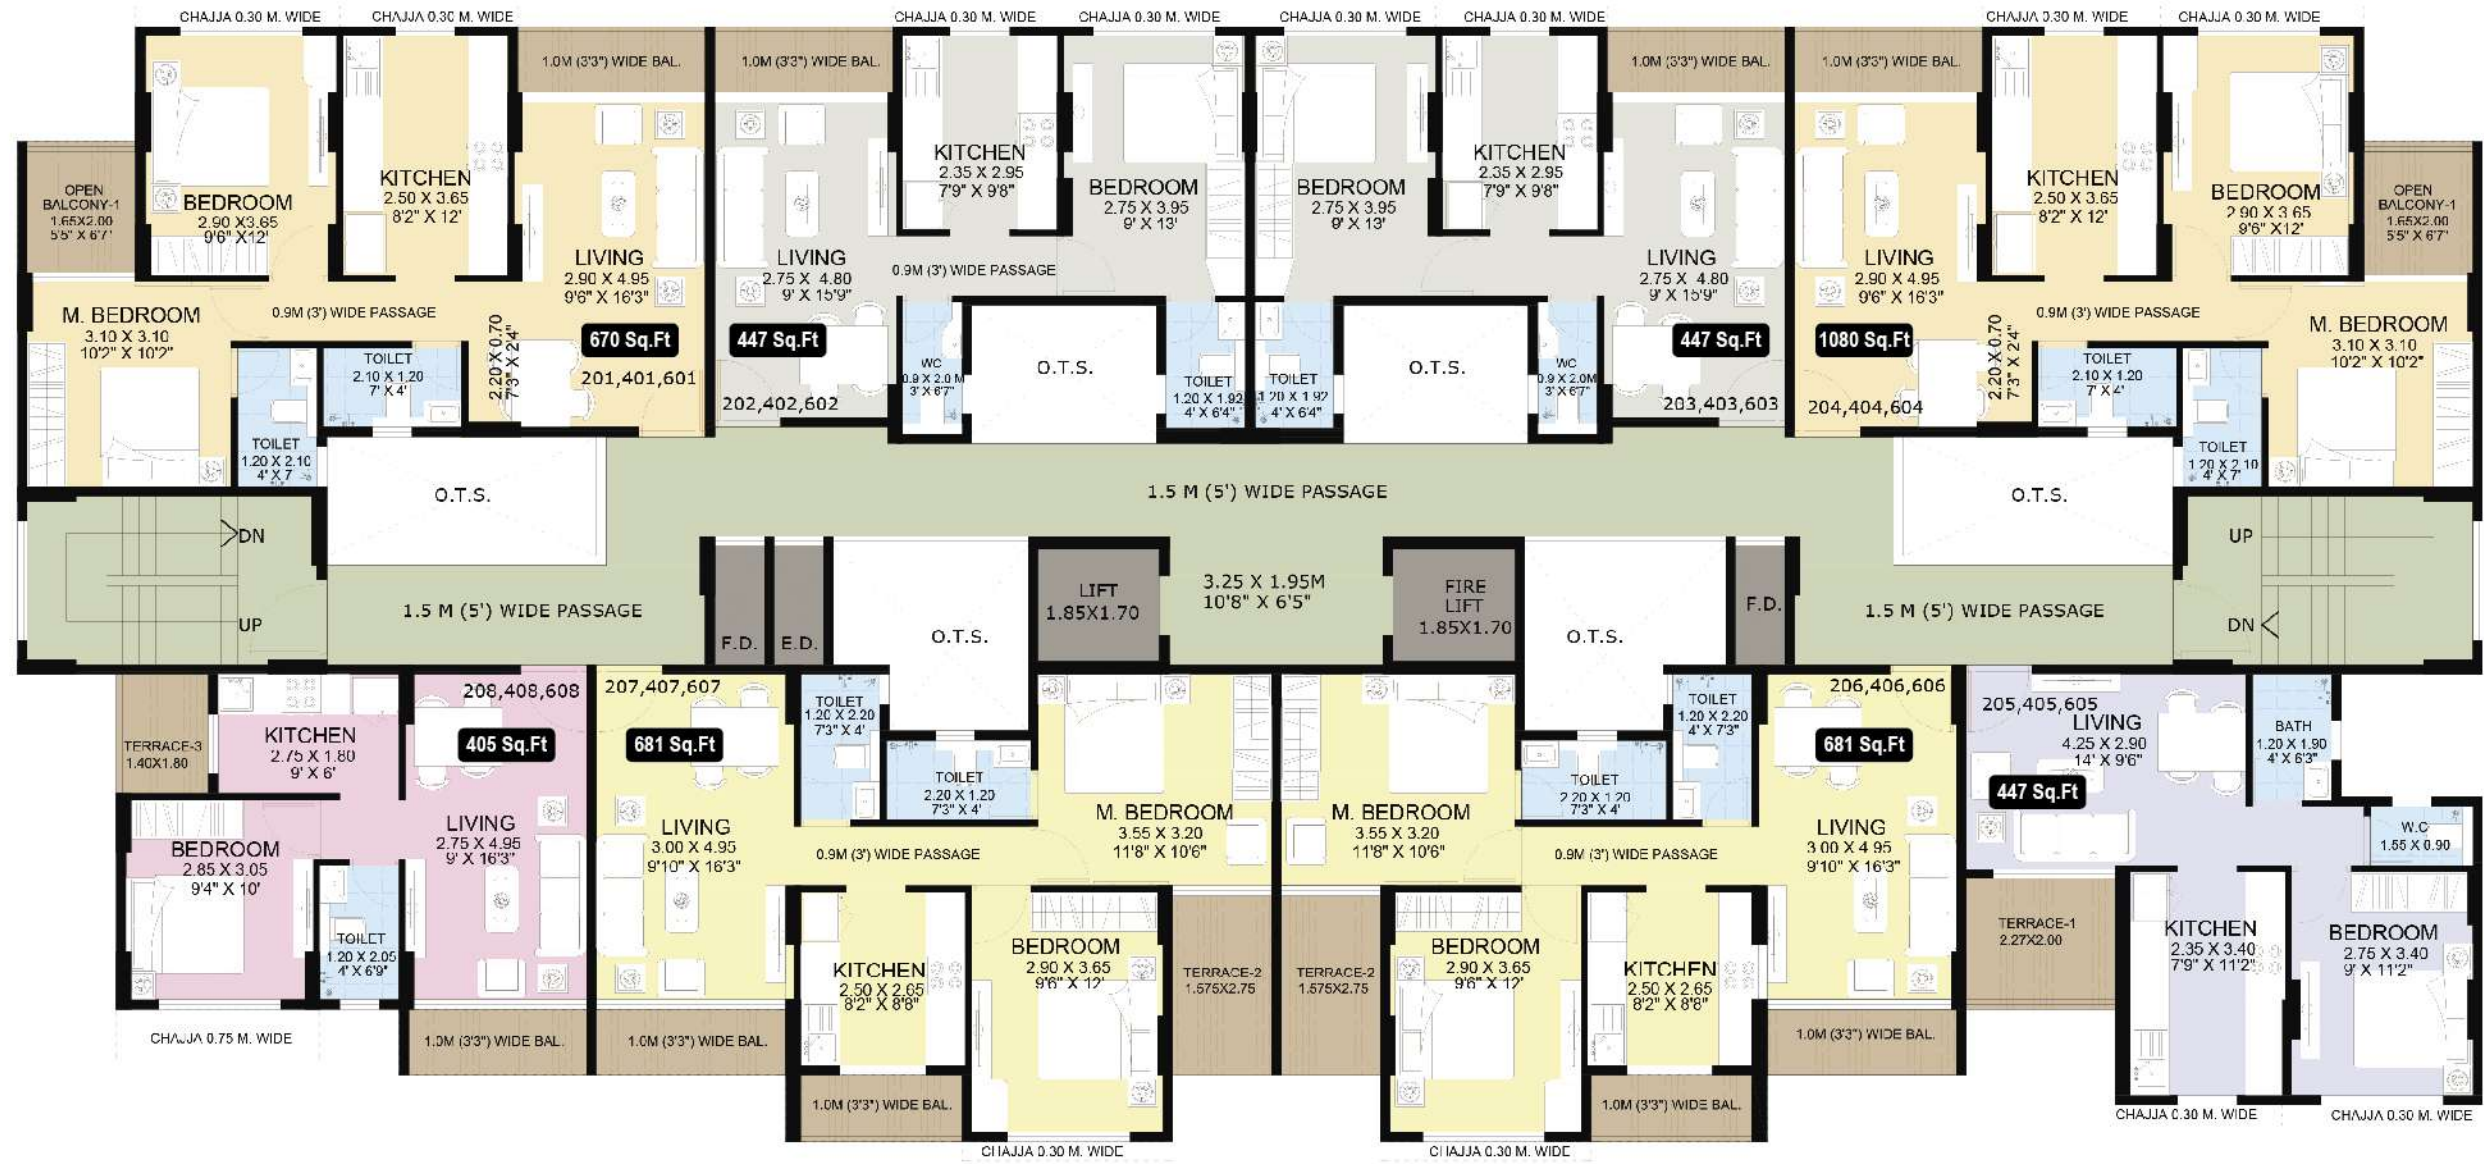 CHAJJA 0.30 M. WIDE
CHAJJA 0.30 M. WIDE
CHAJJA 0.30 M. WIDE
CHAJJA 0.30 M. WIDE
CHAJJA 0.30 M. WIDE
CHAJJA 0.30 M. WIDE
CHAJJA 0.30 M. WIDE
CHAJJA 0.30 M. WIDE
1.0M (3'3") WIDE BAL.
1.0M (3'3") WIDE BAL.
1.0M (3'3") WIDE BAL.
1.0M (3'3") WIDE BAL.
OPEN
BALCONY-1
1.65X2.00
5'5" X 6'7"
BEDROOM
2.90 X3.65
9'6" X12'
KITCHEN
2.50 X 3.65
8'2" X 12'
LIVING
2.90 X 4.95
9'6" X 16'3"
M. BEDROOM
3.10 X 3.10
10'2" X 10'2"
0.9M (3') WIDE PASSAGE
TOILET
2.10 X 1.20
7' X 4'
TOILET
1.20 X 2.10
4' X 7'
2.20 X 0.70
7'3" X 2'4"
670 Sq.Ft
201,401,601
LIVING
2.75 X 4.80
9' X 15'9"
447 Sq.Ft
202,402,602
KITCHEN
2.35 X 2.95
7'9" X 9'8"
BEDROOM
2.75 X 3.95
9' X 13'
0.9M (3') WIDE PASSAGE
WC
0.9 X 2.0 M
3' X 6'7"
O.T.S.
TOILET
1.20 X 1.92
4' X 6'4"
BEDROOM
2.75 X 3.95
9' X 13'
KITCHEN
2.35 X 2.95
7'9" X 9'8"
TOILET
1.20 X 1.92
4' X 6'4"
O.T.S.
WC
0.9 X 2.0M
3' X 6'7"
LIVING
2.75 X 4.80
9' X 15'9"
447 Sq.Ft
203,403,603
LIVING
2.90 X 4.95
9'6" X 16'3"
1080 Sq.Ft
204,404,604
2.20 X 0.70
7'3" X 2'4"
KITCHEN
2.50 X 3.65
8'2" X 12'
BEDROOM
2.90 X 3.65
9'6" X12'
OPEN
BALCONY-1
1.65X2.00
5'5" X 6'7"
0.9M (3') WIDE PASSAGE
TOILET
2.10 X 1.20
7' X 4'
TOILET
1.20 X 2.10
4' X 7'
M. BEDROOM
3.10 X 3.10
10'2" X 10'2"
O.T.S.
1.5 M (5') WIDE PASSAGE
O.T.S.
DN
UP
1.5 M (5') WIDE PASSAGE
F.D.
E.D.
O.T.S.
LIFT
1.85X1.70
3.25 X 1.95M
10'8" X 6'5"
FIRE
LIFT
1.85X1.70
O.T.S.
F.D.
1.5 M (5') WIDE PASSAGE
UP
DN
TERRACE-3
1.40X1.80
KITCHEN
2.75 X 1.80
9' X 6'
208,408,608
405 Sq.Ft
LIVING
2.75 X 4.95
9' X 16'3"
BEDROOM
2.85 X 3.05
9'4" X 10'
TOILET
1.20 X 2.05
4' X 6'9"
CHAJJA 0.75 M. WIDE
1.0M (3'3") WIDE BAL.
207,407,607
681 Sq.Ft
LIVING
3.00 X 4.95
9'10" X 16'3"
1.0M (3'3") WIDE BAL.
TOILET
1.20 X 2.20
7'3" X 4'
TOILET
2.20 X 1.20
7'3" X 4'
0.9M (3') WIDE PASSAGE
M. BEDROOM
3.55 X 3.20
11'8" X 10'6"
KITCHEN
2.50 X 2.65
8'2" X 8'8"
BEDROOM
2.90 X 3.65
9'6" X 12'
TERRACE-2
1.575X2.75
1.0M (3'3") WIDE BAL.
CHAJJA 0.30 M. WIDE
M. BEDROOM
3.55 X 3.20
11'8" X 10'6"
TOILET
2.20 X 1.20
7'3" X 4'
TOILET
1.20 X 2.20
4' X 7'3"
0.9M (3') WIDE PASSAGE
TERRACE-2
1.575X2.75
BEDROOM
2.90 X 3.65
9'6" X 12'
KITCHEN
2.50 X 2.65
8'2" X 8'8"
1.0M (3'3") WIDE BAL.
CHAJJA 0.30 M. WIDE
206,406,606
681 Sq.Ft
LIVING
3.00 X 4.95
9'10" X 16'3"
1.0M (3'3") WIDE BAL.
205,405,605
LIVING
4.25 X 2.90
14' X 9'6"
447 Sq.Ft
BATH
1.20 X 1.90
4' X 6'3"
W.C
1.55 X 0.90
TERRACE-1
2.27X2.00
KITCHEN
2.35 X 3.40
7'9" X 11'2"
BEDROOM
2.75 X 3.40
9' X 11'2"
CHAJJA 0.30 M. WIDE
CHAJJA 0.30 M. WIDE